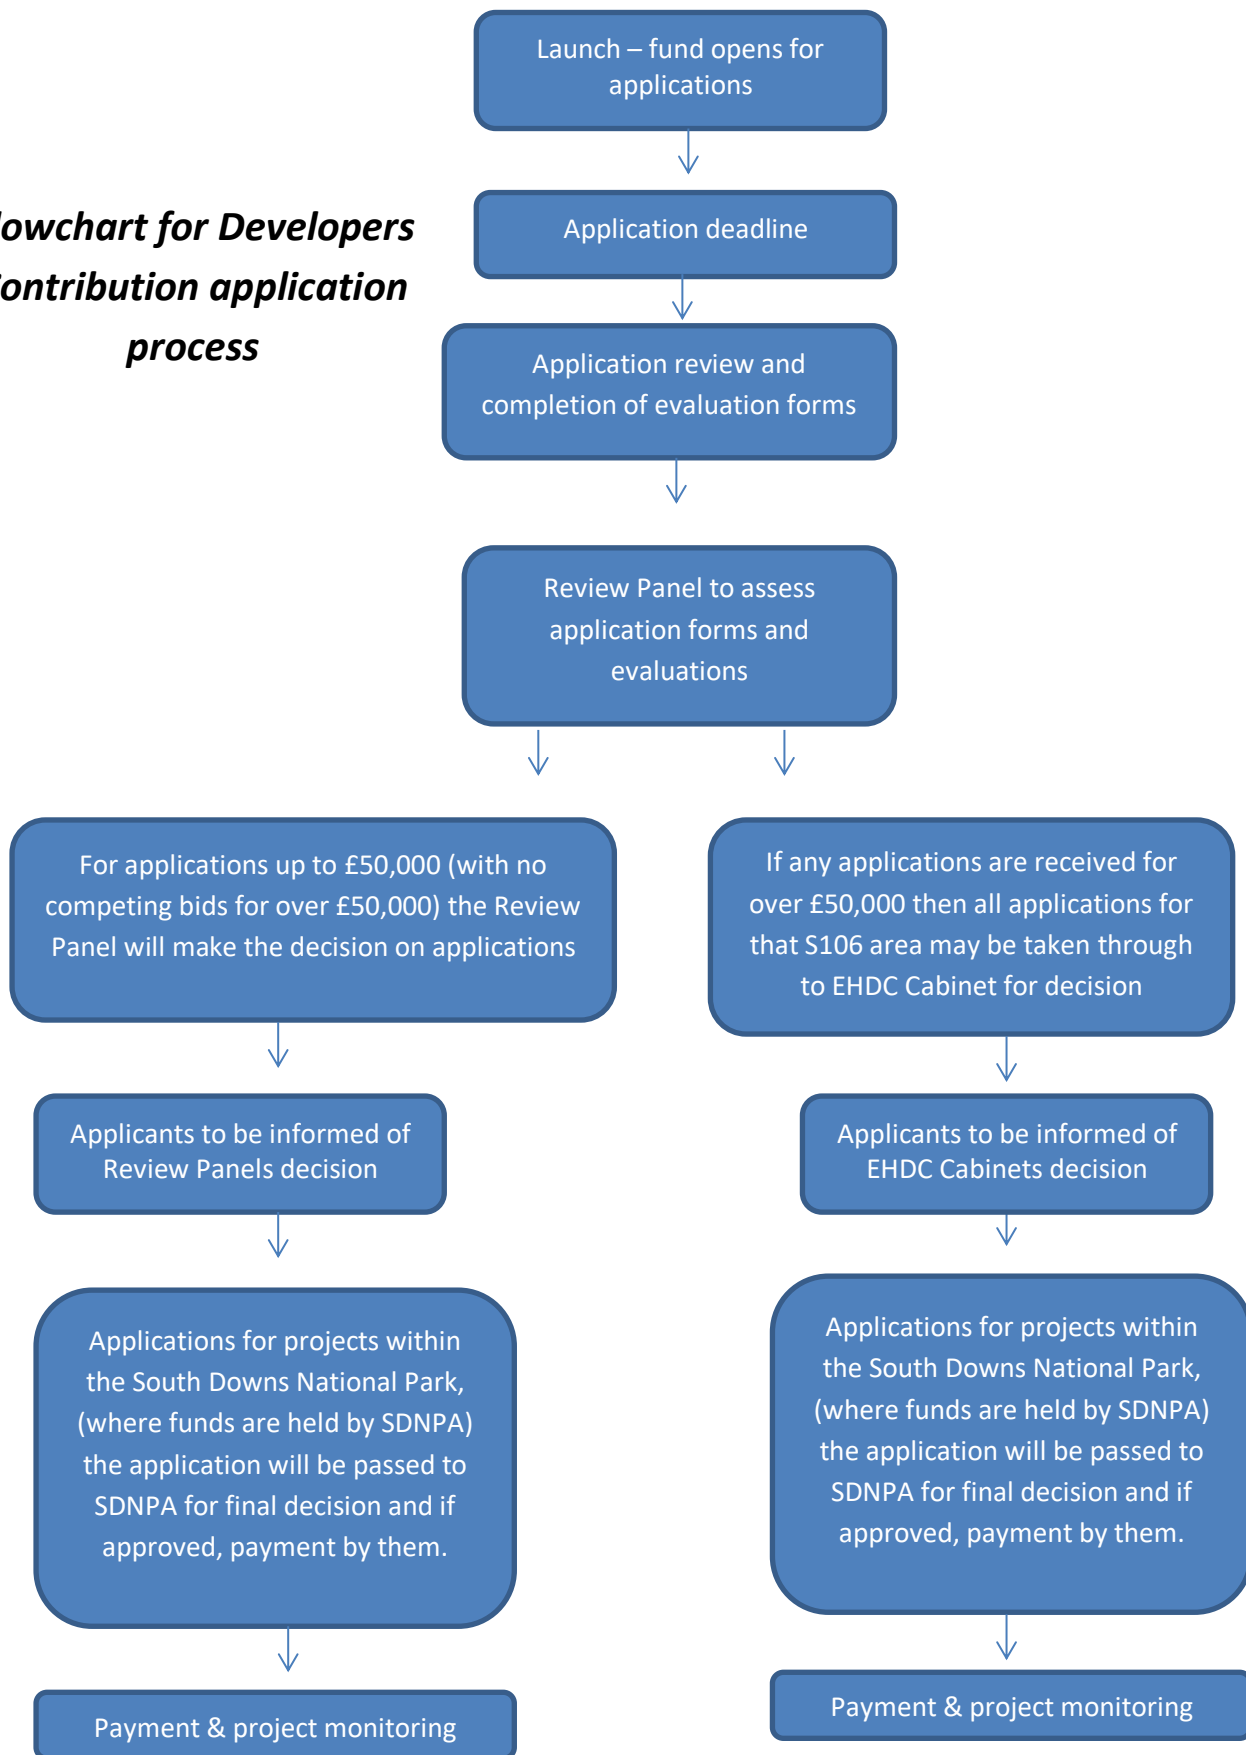 Launch – fund opens for
applications
lowchart for Developers
ontribution application
process
Application deadline
Application review and
completion of evaluation forms
Review Panel to assess
application forms and
evaluations
For applications up to £50,000 (with no
competing bids for over £50,000) the Review
Panel will make the decision on applications
If any applications are received for
over £50,000 then all applications for
that S106 area may be taken through
to EHDC Cabinet for decision
Applicants to be informed of
Review Panels decision
Applicants to be informed of
EHDC Cabinets decision
Applications for projects within
the South Downs National Park,
(where funds are held by SDNPA)
the application will be passed to
SDNPA for final decision and if
approved, payment by them.
Applications for projects within
the South Downs National Park,
(where funds are held by SDNPA)
the application will be passed to
SDNPA for final decision and if
approved, payment by them.
Payment & project monitoring
Payment & project monitoring